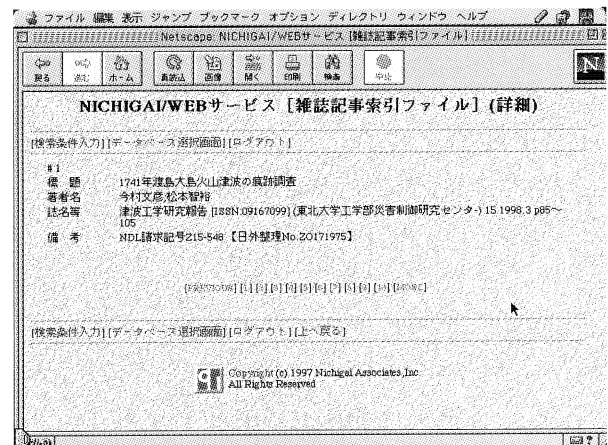 ファイル 編集 表示 ジャンプ ブックマーク オプション ディレクトリ ウィンドウ ヘルプ
Netscape: NICHIGAI/WEBサービス [雑誌記事索引ファイル]
戻る 進む ホーム 再読込 画像 開く 印刷 検索 中止
N
NICHIGAI/WEBサービス [雑誌記事索引ファイル] (詳細)
[検索条件入力] [データベース選択画面] [ログアウト]
#1
標 題 1741年渡島大島火山津波の痕跡調査
著者名 今村文彦;松本智裕
誌名等 津波工学研究報告 [ISSN:09167099] (東北大学工学部災害制御研究センター) 15 1998.3 p85〜
105
備 考 NDL請求記号Z15-548 【日外整理No.ZO171975】
[PREVIOUS] [1] [2] [3] [4] [5] [6] [7] [8] [9] [10] [MORE]
[検索条件入力] [データベース選択画面] [ログアウト] [上へ戻る]
Copyright (c) 1997 Nichigai Associates, Inc
All Rights Reserved